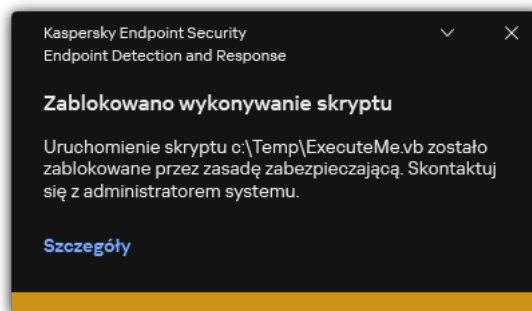 Kaspersky Endpoint Security
Endpoint Detection and Response
Zablokowano wykonywanie skryptu
Uruchomienie skryptu c:\Temp\ExecuteMe.vb zostało
zablokowane przez zasadę zabezpieczającą. Skontaktuj
się z administratorem systemu.
Szczegóły